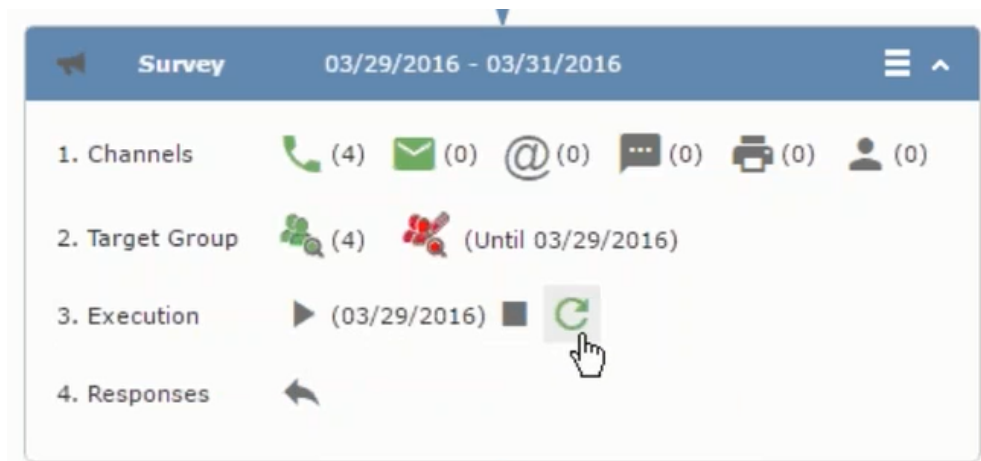 Survey 03/29/2016 - 03/31/2016
1. Channels (4) (0) @ (0) (0) (0) (0)
2. Target Group (4) (Until 03/29/2016)
3. Execution (03/29/2016)
4. Responses